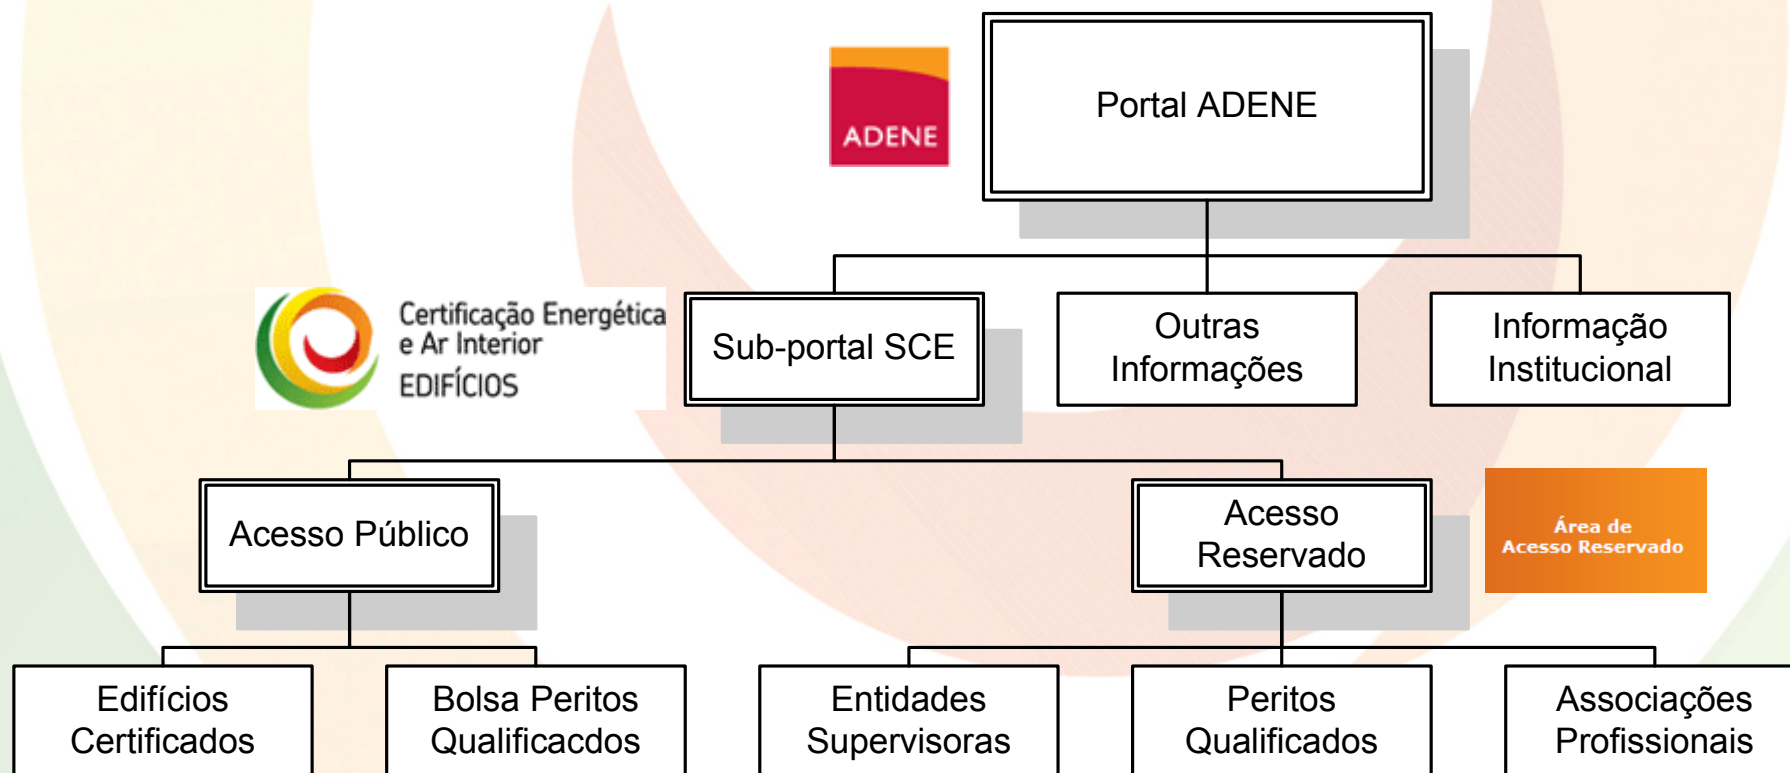 ADENE
Portal ADENE
Certificação Energética
e Ar Interior
EDIFÍCIOS
Sub-portal SCE
Outras
Informações
Informação
Institucional
Acesso Público
Acesso
Reservado
Área de
Acesso Reservado
Edifícios
Certificados
Bolsa Peritos
Qualificacdos
Entidades
Supervisoras
Peritos
Qualificados
Associações
Profissionais